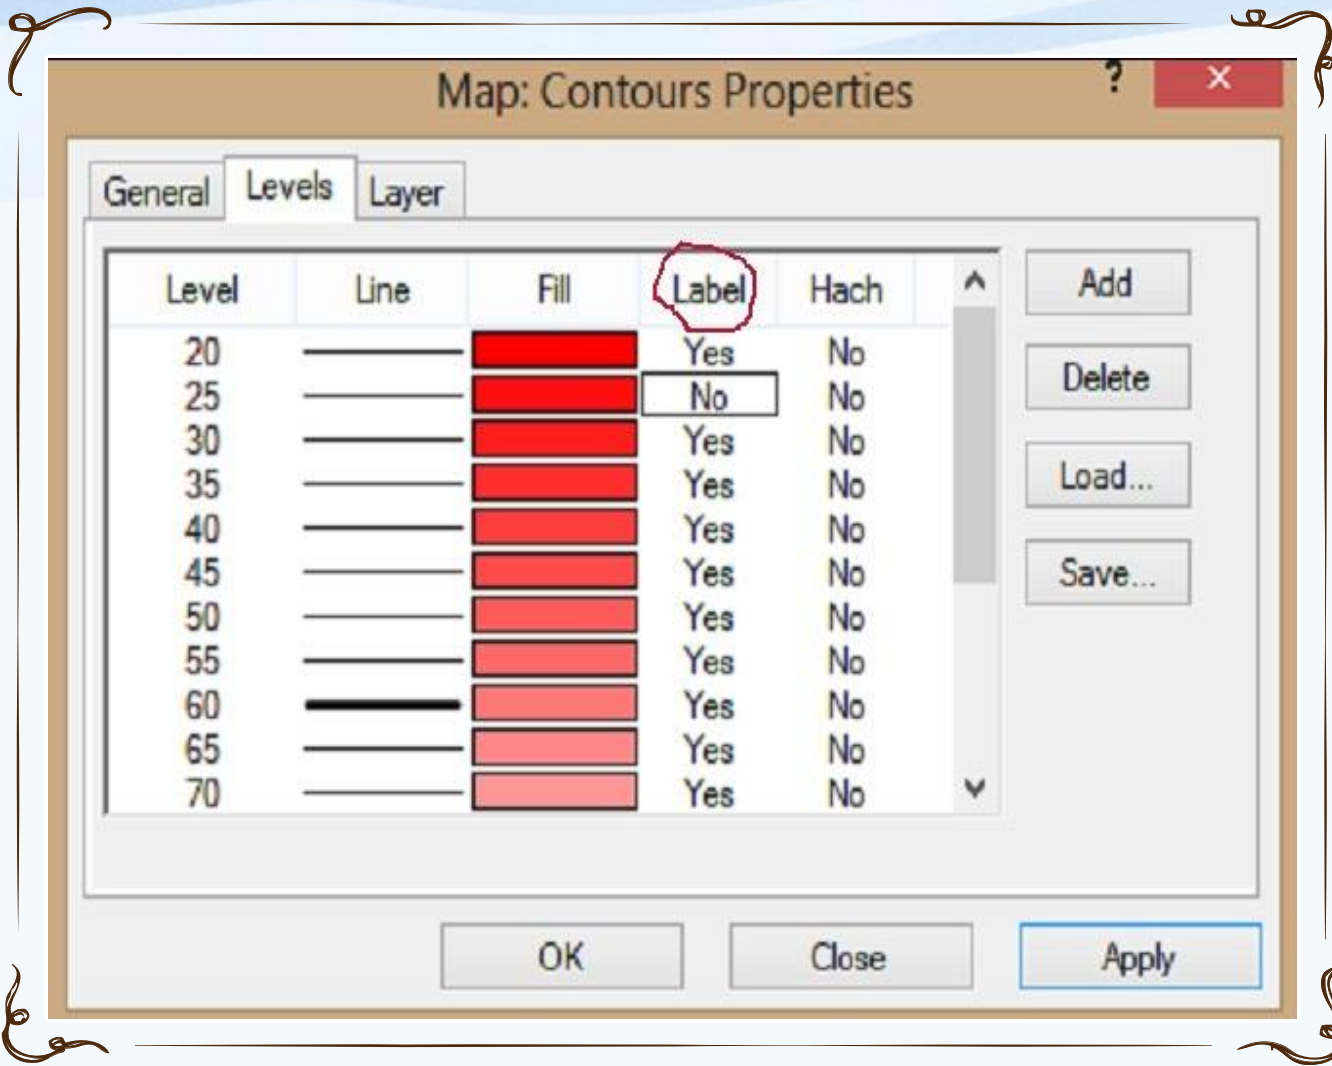 Map: Contours Properties ? ×
General Levels Layer
Level Line Fill Label Hach
20 Yes No
25 No No
30 Yes No
35 Yes No
40 Yes No
45 Yes No
50 Yes No
55 Yes No
60 Yes No
65 Yes No
70 Yes No
Add
Delete
Load...
Save...
OK Close Apply